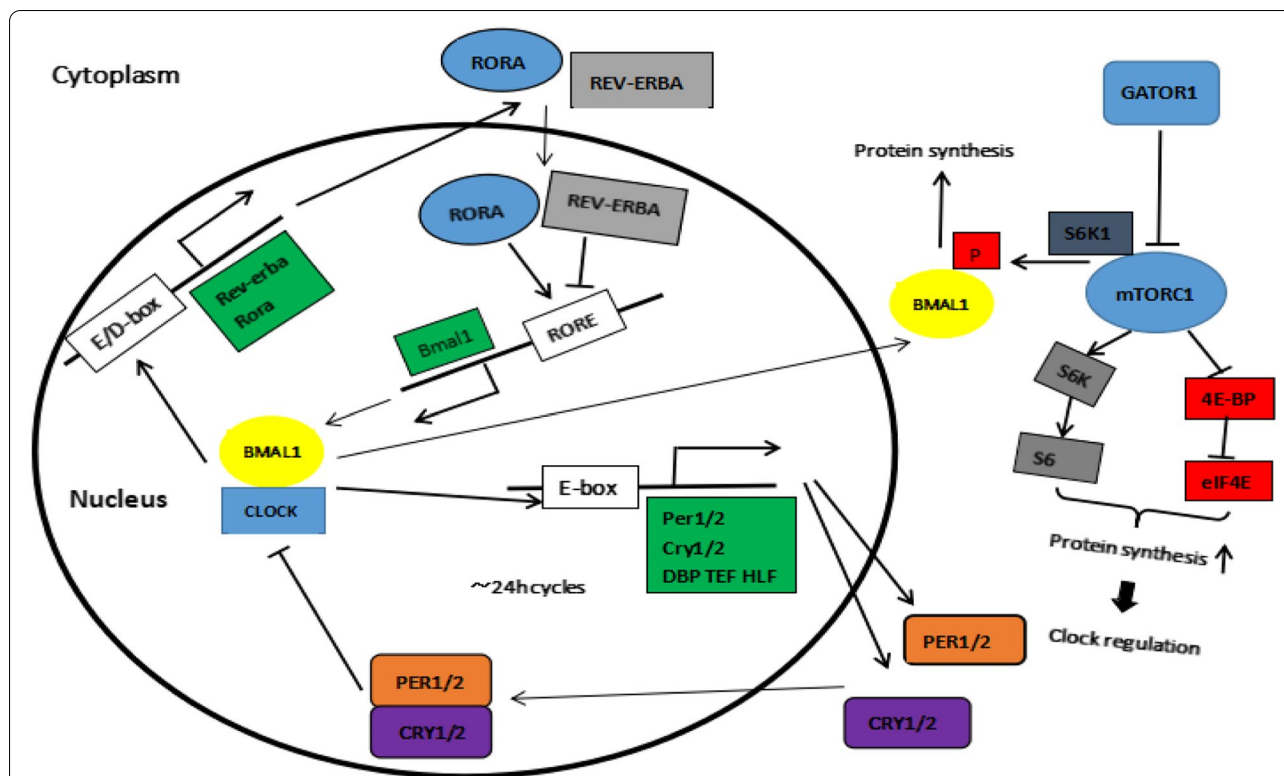 Cytoplasm
RORA
REV-ERBA
GATOR1
Protein synthesis
RORA
REV-ERBA
S6K1
P
BMAL1
mTORC1
Rev-erba
Rora
E/D-box
RORE
Bmal1
S6K
4E-BP
S6
eIF4E
BMAL1
CLOCK
Nucleus
E-box
Per1/2
Cry1/2
DBP TEF HLF
~24h cycles
Protein synthesis
Clock regulation
PER1/2
CRY1/2
PER1/2
CRY1/2